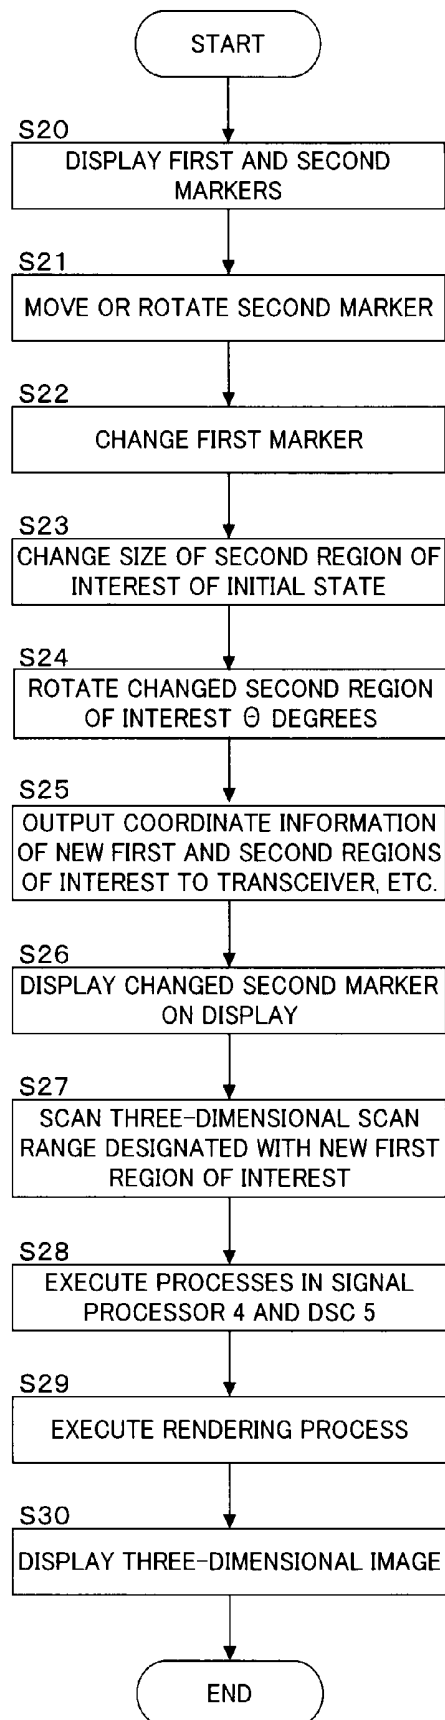 START
S20
DISPLAY FIRST AND SECOND
MARKERS
S21
MOVE OR ROTATE SECOND MARKER
S22
CHANGE FIRST MARKER
S23
CHANGE SIZE OF SECOND REGION OF
INTEREST OF INITIAL STATE
S24
ROTATE CHANGED SECOND REGION
OF INTEREST Θ DEGREES
S25
OUTPUT COORDINATE INFORMATION
OF NEW FIRST AND SECOND REGIONS
OF INTEREST TO TRANSCEIVER, ETC.
S26
DISPLAY CHANGED SECOND MARKER
ON DISPLAY
S27
SCAN THREE-DIMENSIONAL SCAN
RANGE DESIGNATED WITH NEW FIRST
REGION OF INTEREST
S28
EXECUTE PROCESSES IN SIGNAL
PROCESSOR 4 AND DSC 5
S29
EXECUTE RENDERING PROCESS
S30
DISPLAY THREE-DIMENSIONAL IMAGE
END